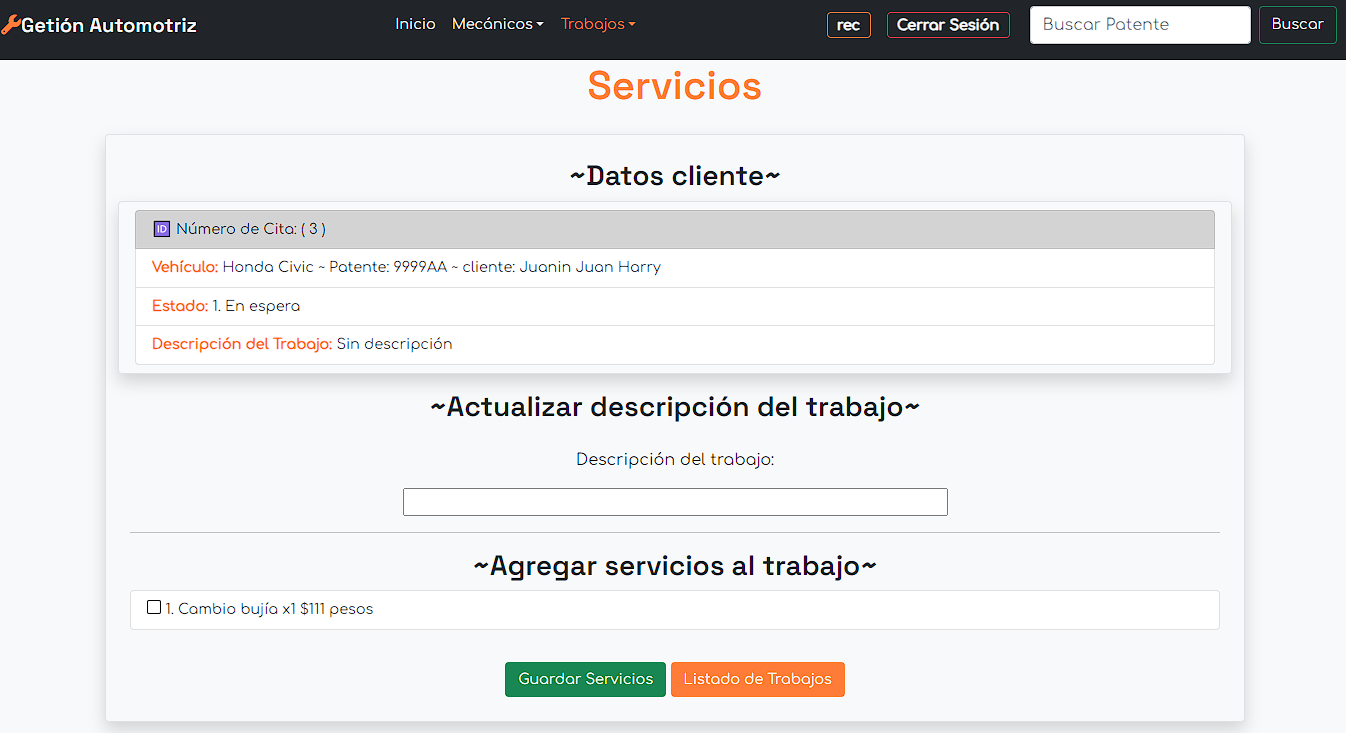 Getión Automotriz Inicio Mecánicos Trabajos rec Cerrar Sesión Buscar Patente Buscar
Servicios
~Datos cliente~
🆔 Número de Cita: ( 3 )
Vehículo: Honda Civic ~ Patente: 9999AA ~ cliente: Juanin Juan Harry
Estado: 1. En espera
Descripción del Trabajo: Sin descripción
~Actualizar descripción del trabajo~
Descripción del trabajo:
~Agregar servicios al trabajo~
1. Cambio bujía x1 $111 pesos
Guardar Servicios Listado de Trabajos